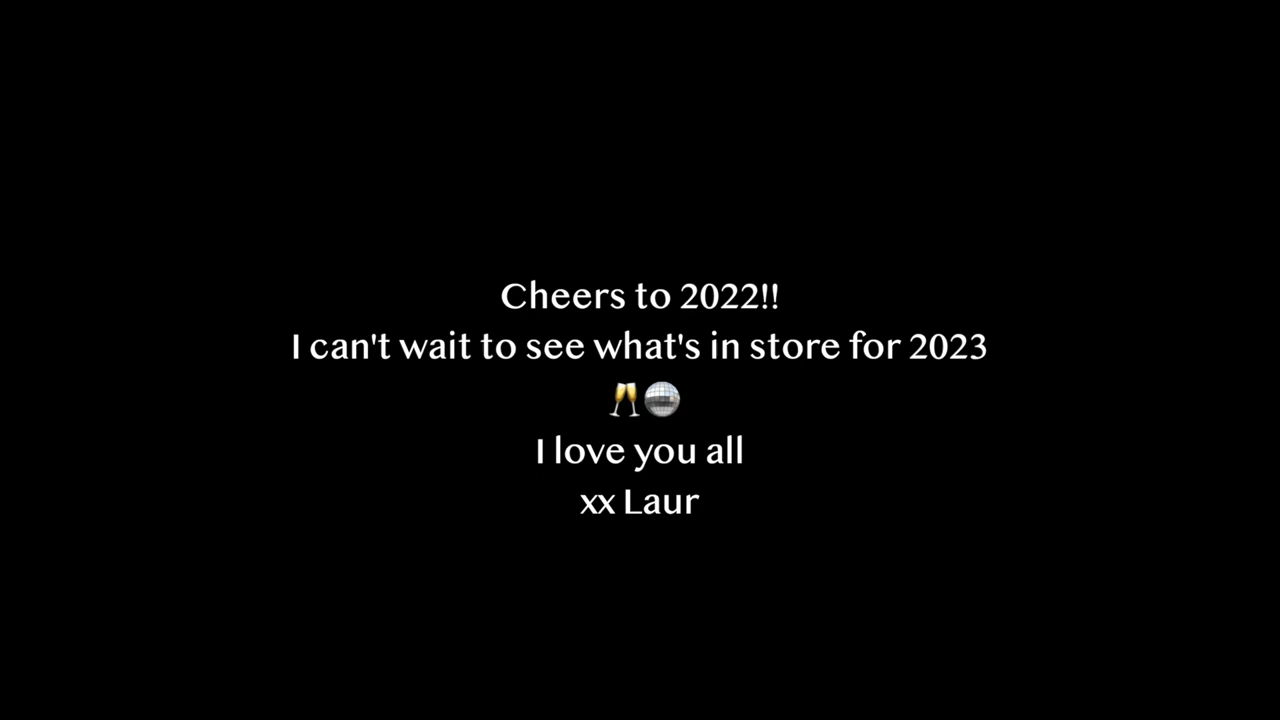 Cheers to 2022!!
I can't wait to see what's in store for 2023
🥂🪩
I love you all
xx Laur